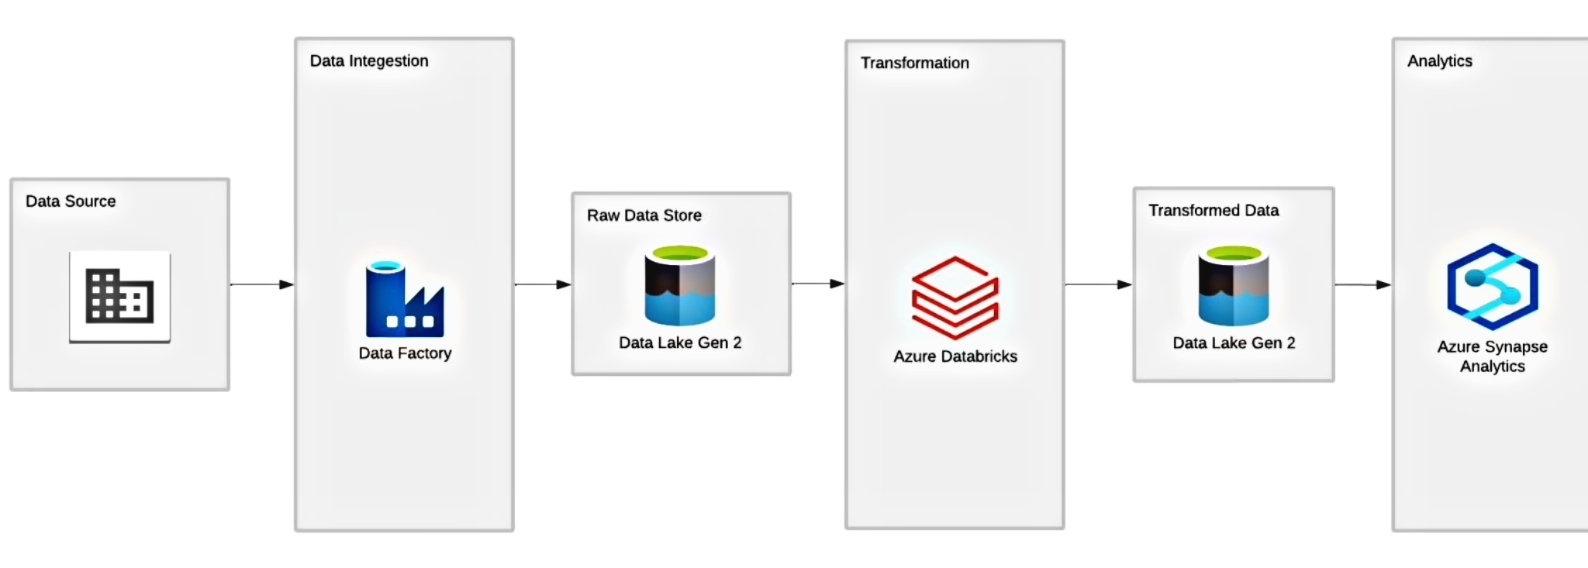 Data Source
Data Integestion
Data Factory
Raw Data Store
Data Lake Gen 2
Transformation
Azure Databricks
Transformed Data
Data Lake Gen 2
Analytics
Azure Synapse
Analytics